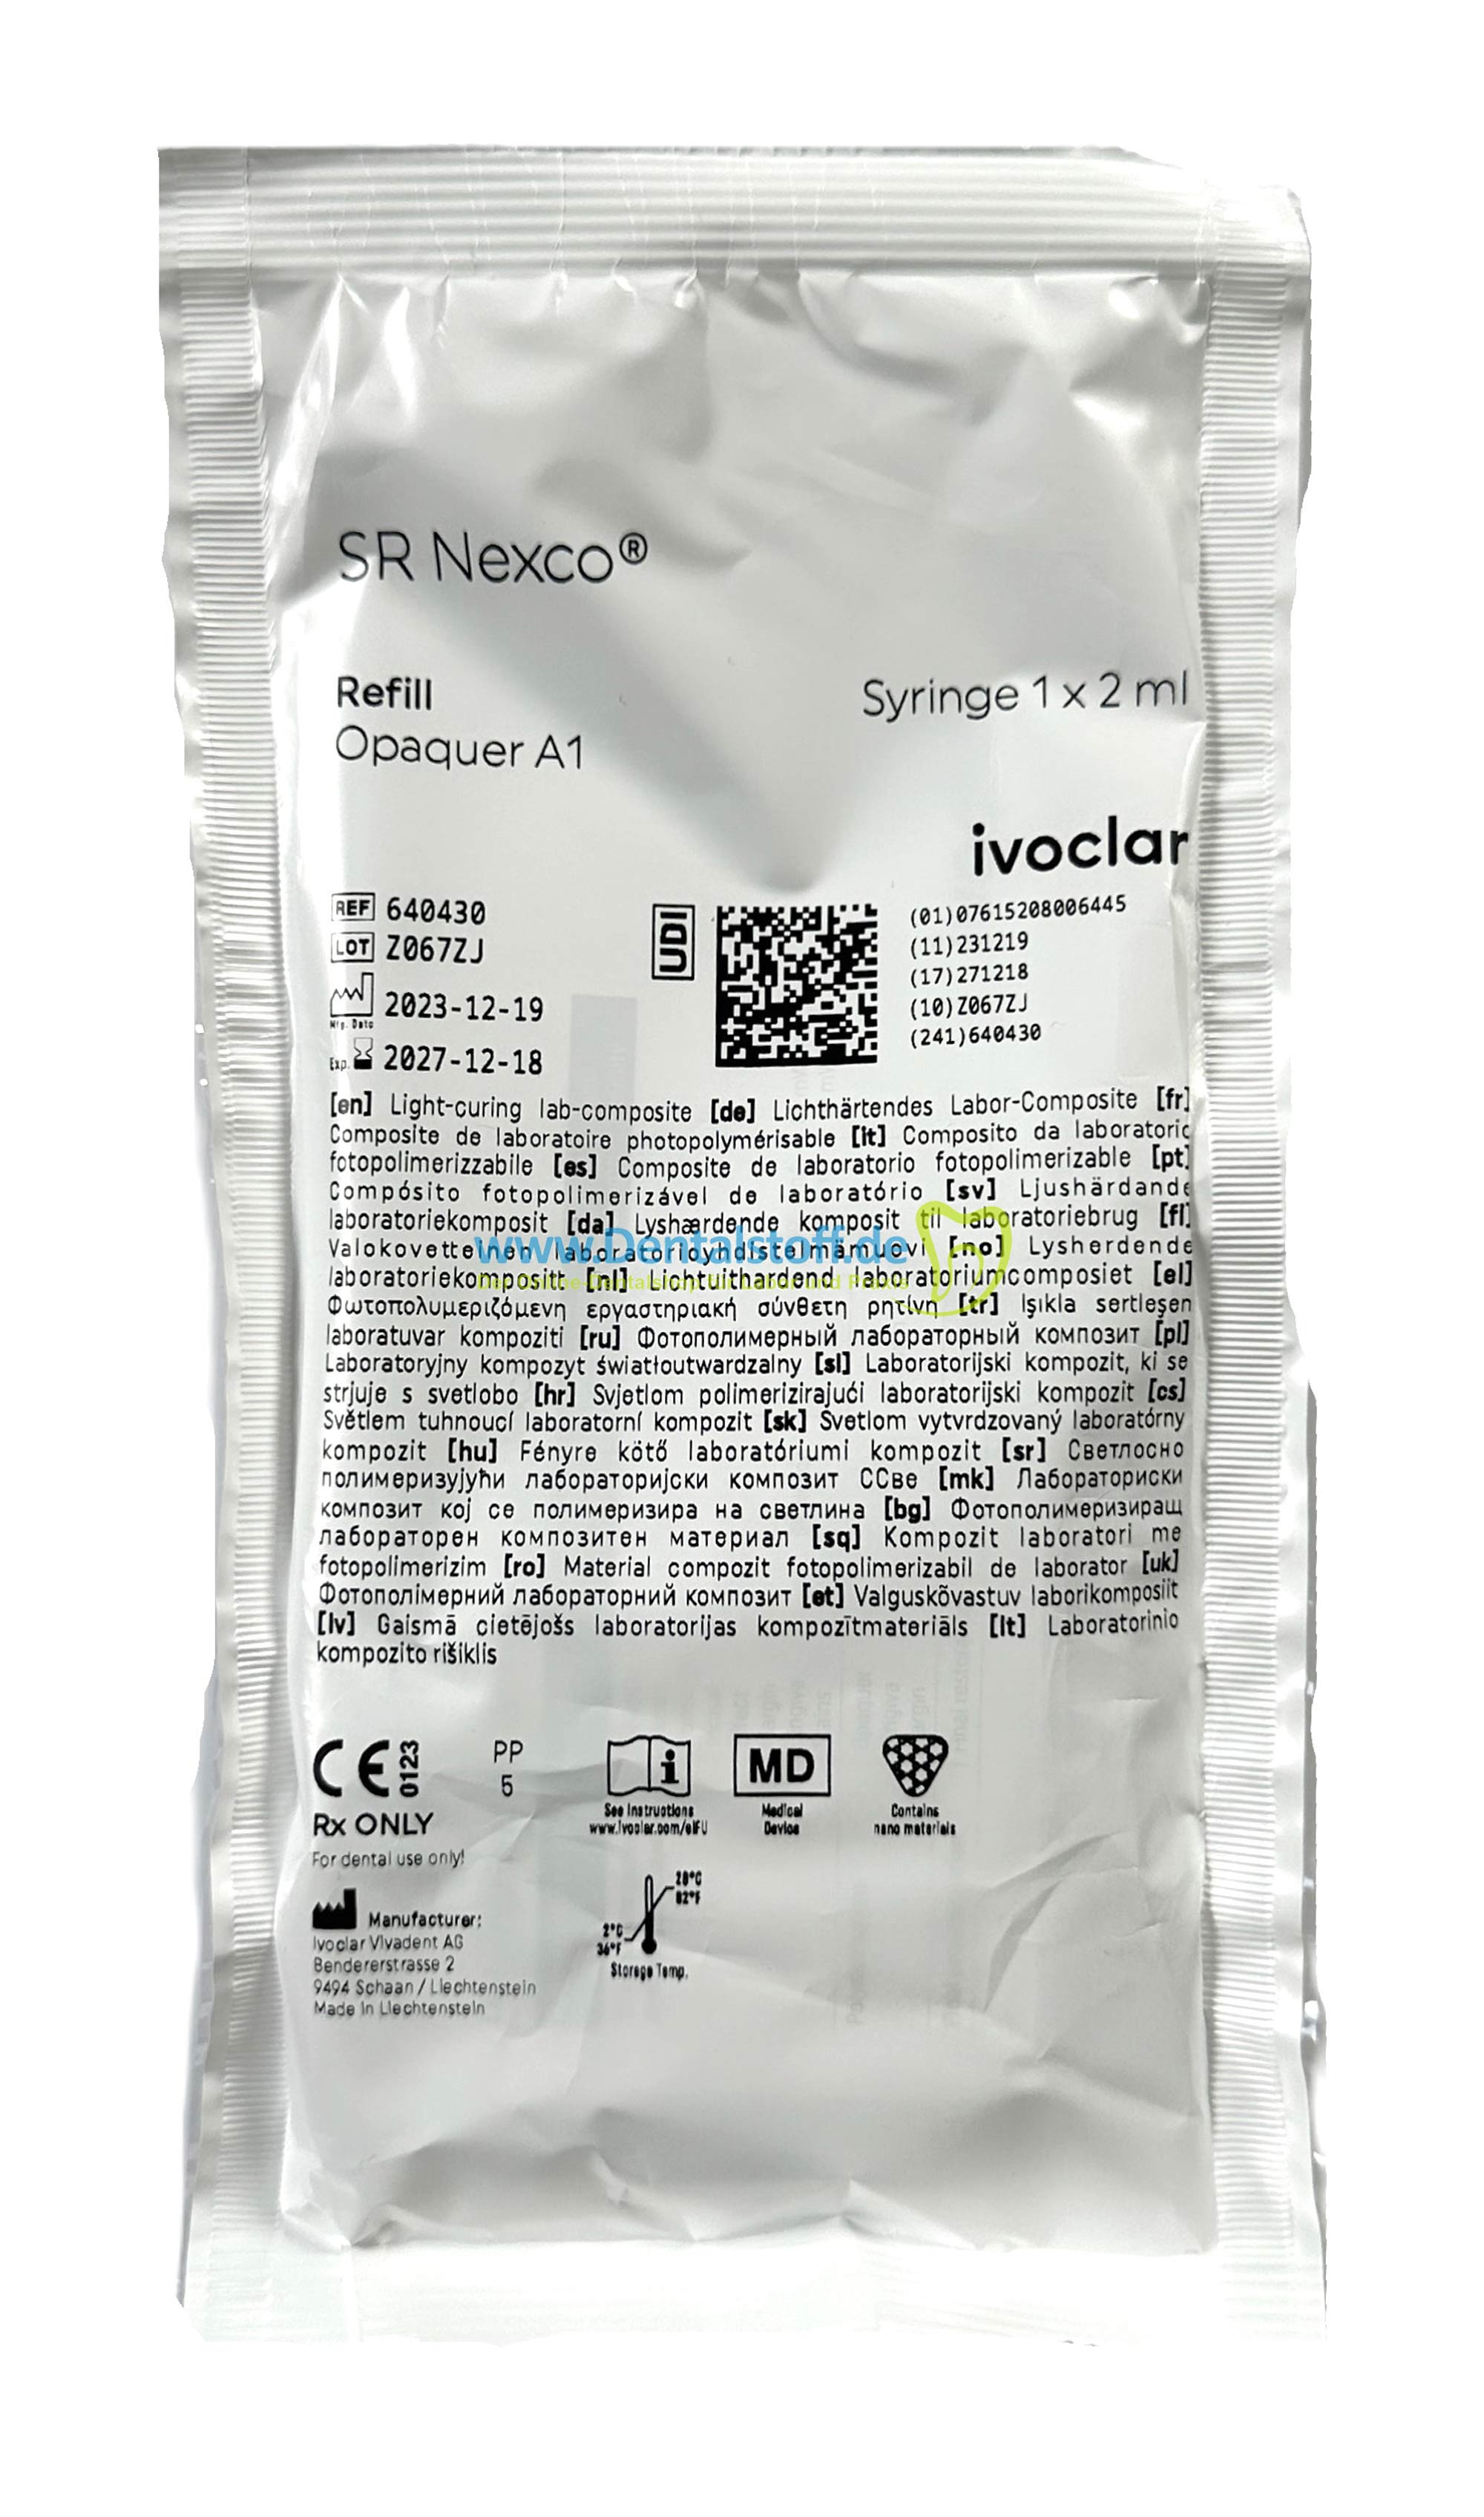 SR Nexco®
Refill
Syringe 1 x 2 ml
Opaquer A1
ivoclar
REF 640430
LOT Z067ZJ
Mfg. Date 2023-12-19
Exp. 2027-12-18
UDI
(01)07615208006445
(11)231219
(17)271218
(10)Z067ZJ
(241)640430
[en] Light-curing lab-composite [de] Lichthärtendes Labor-Composite [fr]
Composite de laboratoire photopolymérisable [it] Composito da laboratorio
fotopolimerizzabile [es] Composite de laboratorio fotopolimerizable [pt]
Compósito fotopolimerizável de laboratório [sv] Ljushärdande
laboratoriekomposit [da] Lyshærdende komposit til laboratoriebrug [fi]
Valokovetteinen laboratorioyhdistelmämuovi [no] Lysherdende
laboratoriekompositt [nl] Lichtuithardend laboratoriumcomposiet [el]
Φωτοπολυμεριζόμενη εργαστηριακή σύνθετη ρητίνη [tr] Işıkla sertleşen
laboratuvar kompoziti [ru] Фотополимерный лабораторный композит [pl]
Laboratoryjny kompozyt światłoutwardzalny [sl] Laboratorijski kompozit, ki se
strjuje s svetlobo [hr] Svjetlom polimerizirajući laboratorijski kompozit [cs]
Světlem tuhnoucí laboratorní kompozit [sk] Svetlom vytvrdzovaný laboratórny
kompozit [hu] Fényre kötő laboratóriumi kompozit [sr] Светлосно
полимеризујући лабораторијски композит ССве [mk] Лабораториски
композит кој се полимеризира на светлина [bg] Фотополимеризиращ
лабораторен композитен материал [sq] Kompozit laboratori me
fotopolimerizim [ro] Material compozit fotopolimerizabil de laborator [uk]
Фотополімерний лабораторний композит [et] Valguskõvastuv laborikomposiit
[lv] Gaismā cietējošs laboratorijas kompozītmateriāls [lt] Laboratorinio
kompozito rišiklis
www.Dentalstoff.de
Der Online-Dentalshop für Labor und Praxis
CE 0123
PP
5
Rx ONLY
For dental use only!
See Instructions
www.ivoclar.com/eIFU
MD
Medical
Device
Contains
nano materials
Manufacturer:
Ivoclar Vivadent AG
Bendererstrasse 2
9494 Schaan / Liechtenstein
Made in Liechtenstein
28°C
82°F
2°C
36°F
Storage Temp.